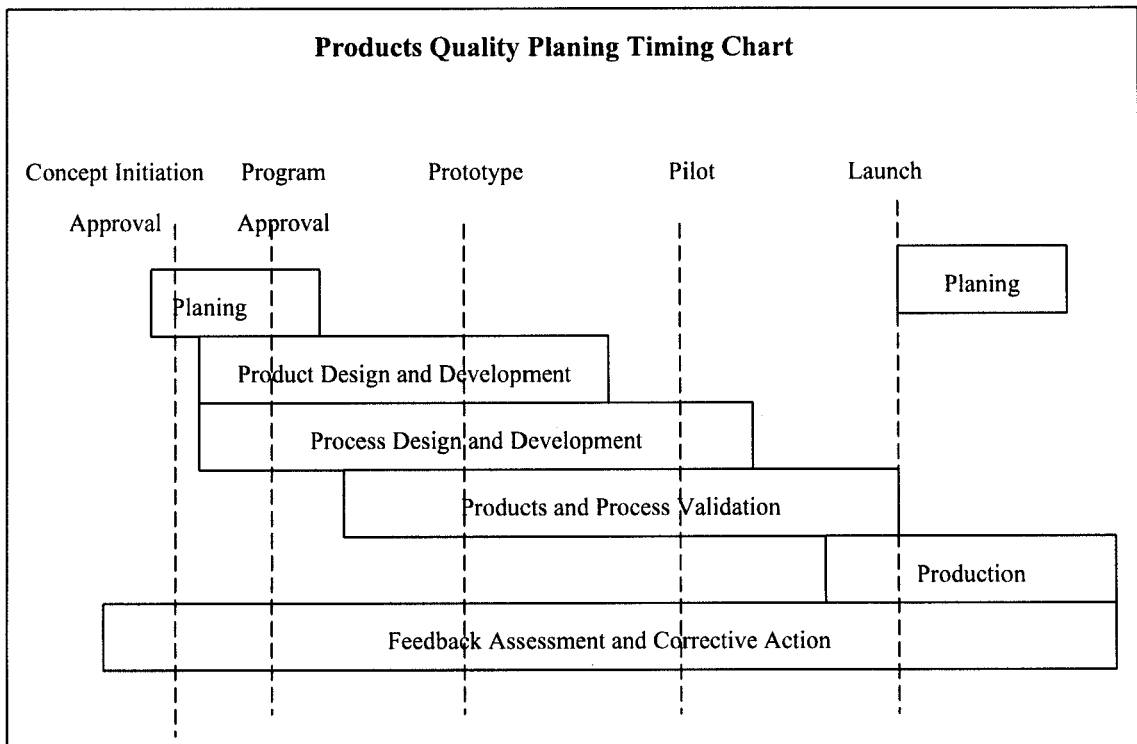 Products Quality Planing Timing Chart
Concept Initiation Program Prototype Pilot Launch
Approval Approval
Planing
Planing
Product Design and Development
Process Design and Development
Products and Process Validation
Production
Feedback Assessment and Corrective Action